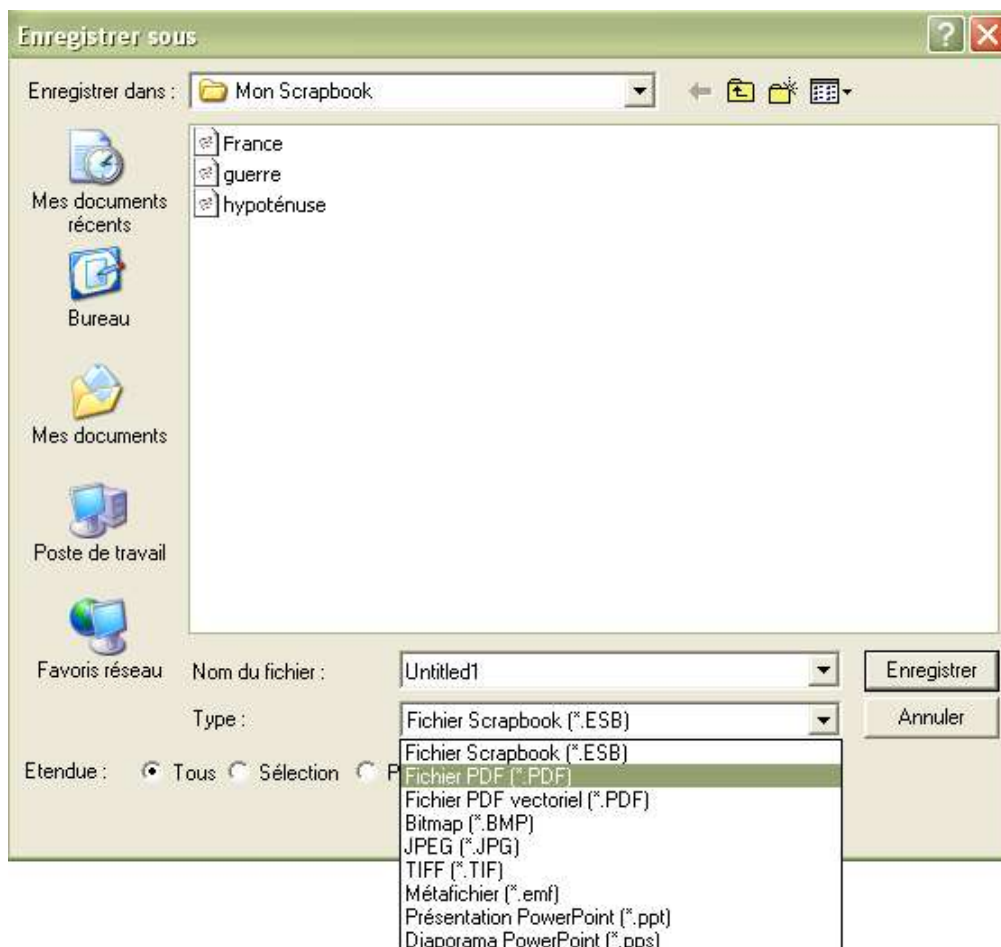 Enregistrer sous
Enregistrer dans : Mon Scrapbook
France
guerre
hypoténuse
Mes documents
récents
Bureau
Mes documents
Poste de travail
Favoris réseau
Nom du fichier : Untitled1 Enregistrer
Type : Fichier Scrapbook (*.ESB) Annuler
Etendue : Tous Sélection P
Fichier Scrapbook (*.ESB)
Fichier PDF (*.PDF)
Fichier PDF vectoriel (*.PDF)
Bitmap (*.BMP)
JPEG (*.JPG)
TIFF (*.TIF)
Métafichier (*.emf)
Présentation PowerPoint (*.ppt)
Diaporama PowerPoint (*.pps)